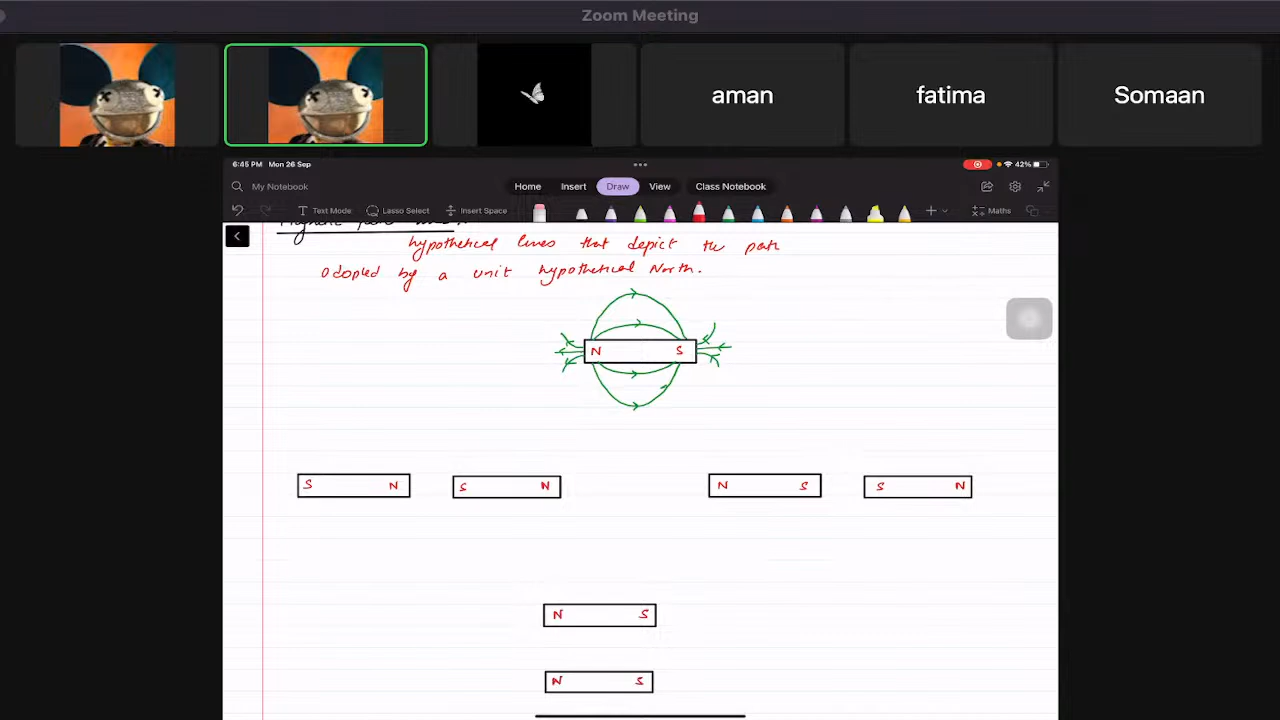 Zoom Meeting
aman fatima Somaan
6:45 PM Mon 26 Sep 42%
My Notebook Home Insert Draw View Class Notebook
Text Mode Lasso Select Insert Space Maths
hypothetical lines that depict the path
adopted by a unit hypothetical North.
N S
S N S N N S S N
N S
N S